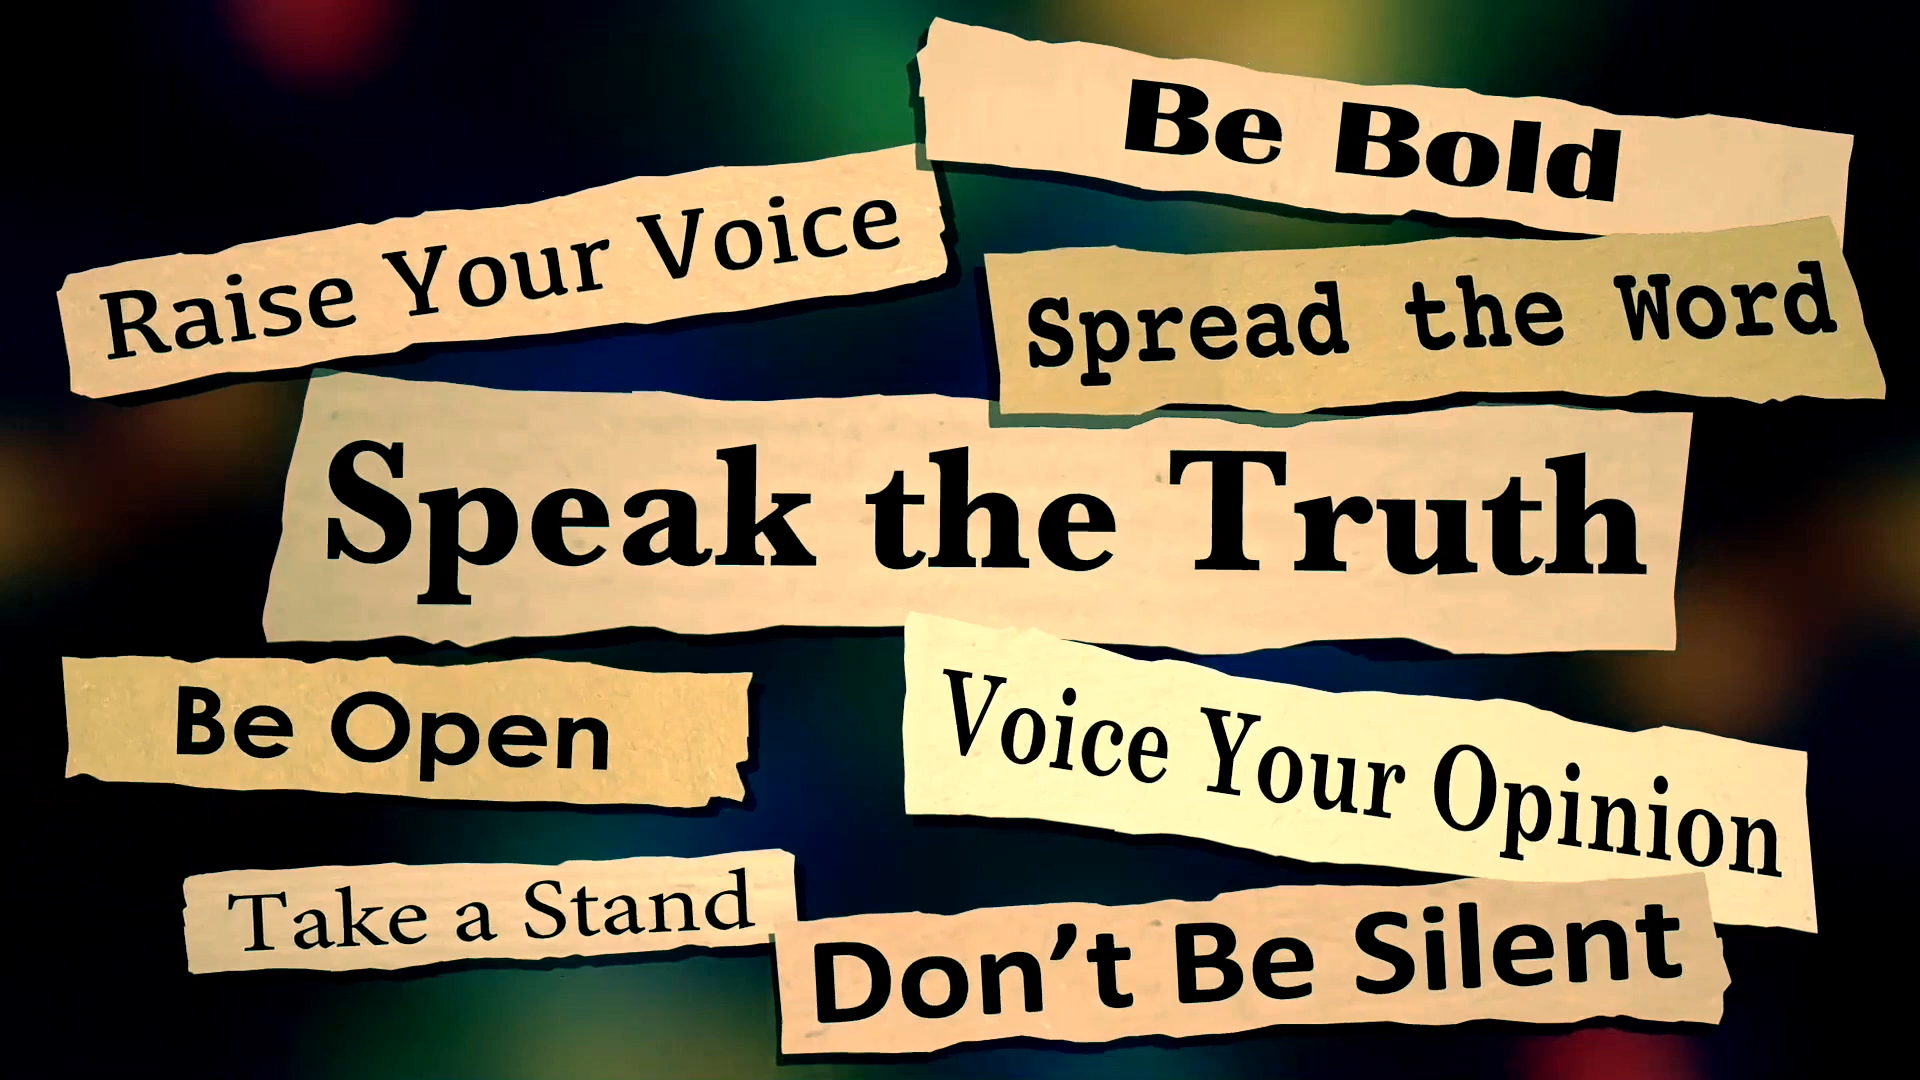 Be Bold
Raise Your Voice
Spread the Word
Speak the Truth
Be Open
Voice Your Opinion
Take a Stand
Don’t Be Silent